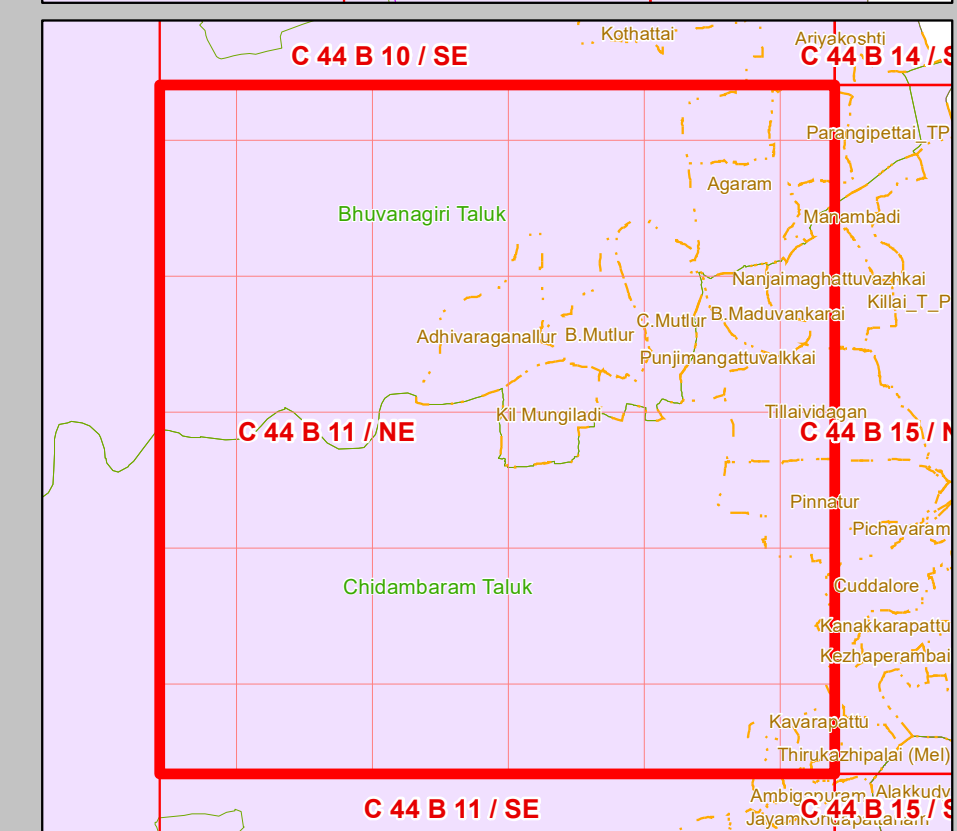 Kothattai
Ariyakoshti
C 44 B 10 / SE
C 44 B 14 / S
Parangipettai_TP
Agaram
Bhuvanagiri Taluk
Manambadi
Nanjaimaghattuvazhkai
Killai_T_P
B.Maduvankarai
C.Mutlur
Adhivaraganallur
B.Mutlur
Punjimangattuvalkkai
Kil Mungiladi
Tillaividagan
C 44 B 11 / NE
C 44 B 15 / N
Pinnatur
Pichavaram
Chidambaram Taluk
Cuddalore
Kanakkarapattu
Kezhaperambai
Kavarapattu
Thirukazhipalai (Mel)
Ambigapuram
Alakkudy
C 44 B 11 / SE
C 44 B 15 / S
Jayamkondapattanam